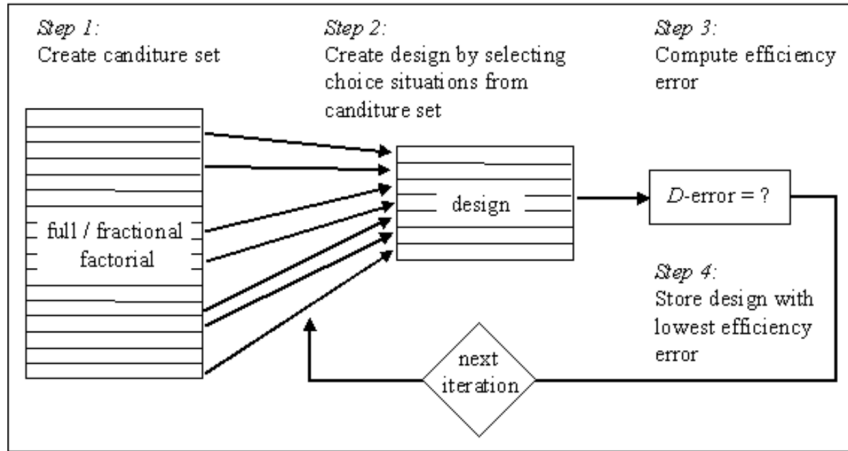 Step 1:
Create canditure set
Step 2:
Create design by selecting
choice situations from
canditure set
Step 3:
Compute efficiency
error
full / fractional
factorial
design
D-error = ?
Step 4:
Store design with
lowest efficiency
error
next
iteration